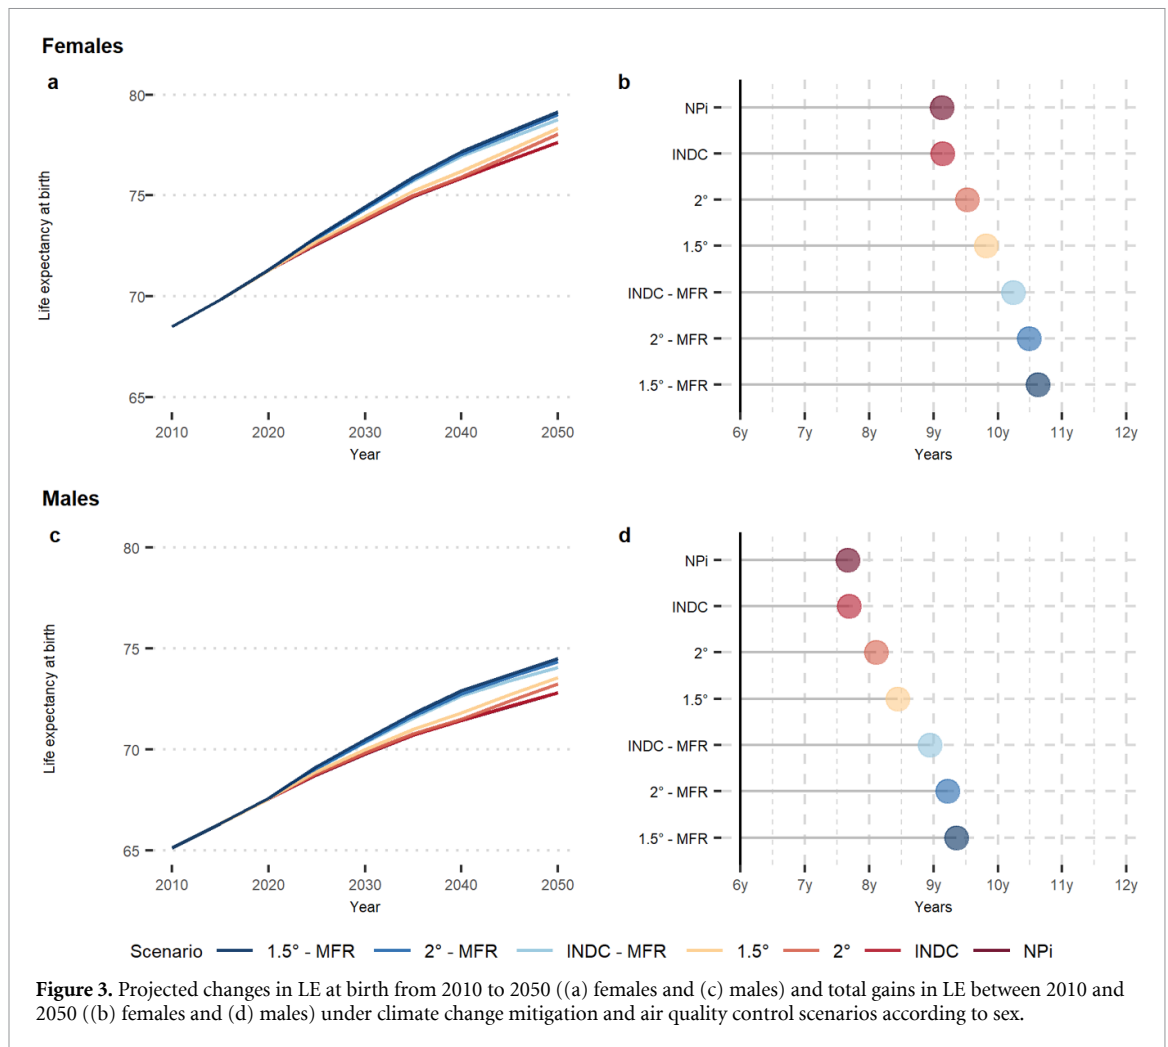 Females
a
80
75
70
65
Life expectancy at birth
2010 2020 2030 2040 2050
Year
b
NPi
INDC
2°
1.5°
INDC - MFR
2° - MFR
1.5° - MFR
6y 7y 8y 9y 10y 11y 12y
Years
Males
c
80
75
70
65
Life expectancy at birth
2010 2020 2030 2040 2050
Year
d
NPi
INDC
2°
1.5°
INDC - MFR
2° - MFR
1.5° - MFR
6y 7y 8y 9y 10y 11y 12y
Years
Scenario 1.5° - MFR 2° - MFR INDC - MFR 1.5° 2° INDC NPi
Figure 3. Projected changes in LE at birth from 2010 to 2050 ((a) females and (c) males) and total gains in LE between 2010 and
2050 ((b) females and (d) males) under climate change mitigation and air quality control scenarios according to sex.